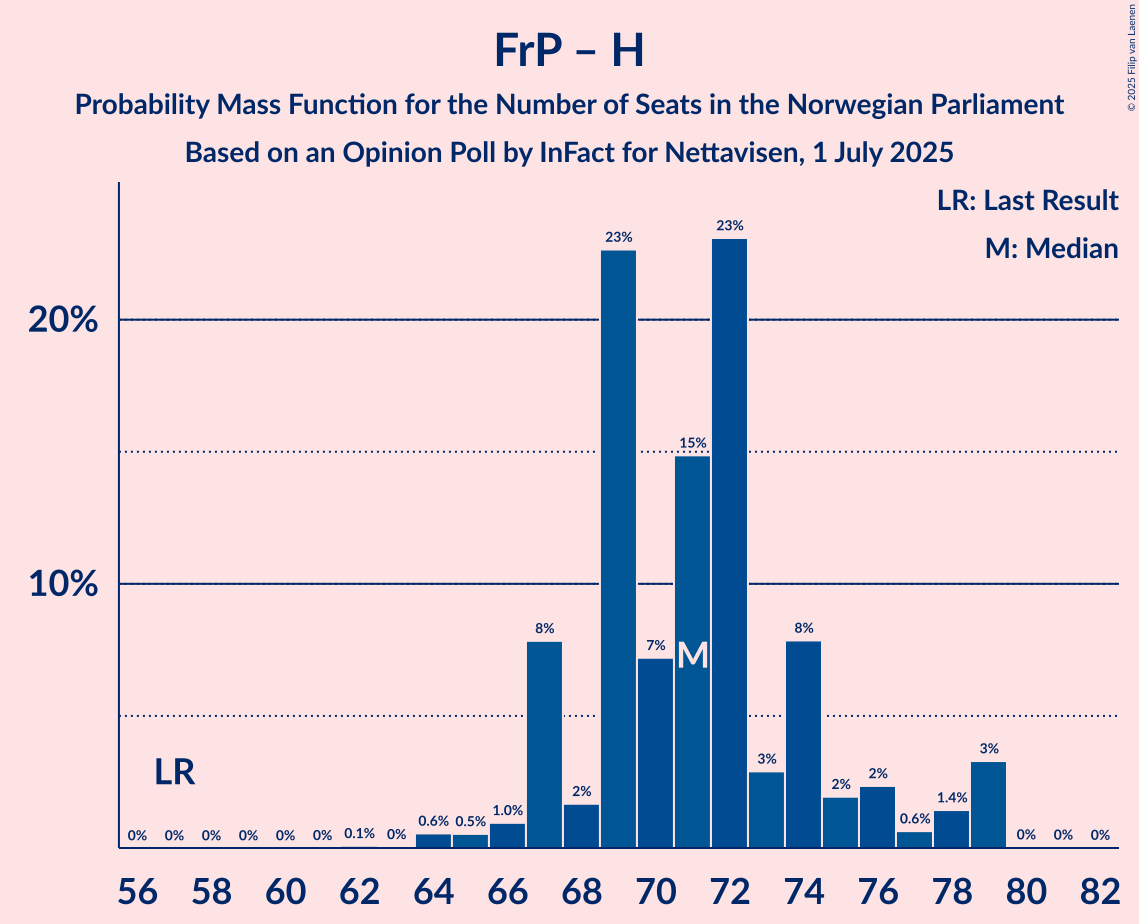 FrP – H
Probability Mass Function for the Number of Seats in the Norwegian Parliament
Based on an Opinion Poll by InFact for Nettavisen, 1 July 2025
© 2025 Filip van Laenen
LR: Last Result
M: Median
20%
10%
0% 0% 0% 0% 0% 0% 0.1% 0% 0.6% 0.5% 1.0% 8% 2% 23% 7% 15% 23% 3% 8% 2% 2% 0.6% 1.4% 3% 0% 0% 0%
LR
M
56 58 60 62 64 66 68 70 72 74 76 78 80 82